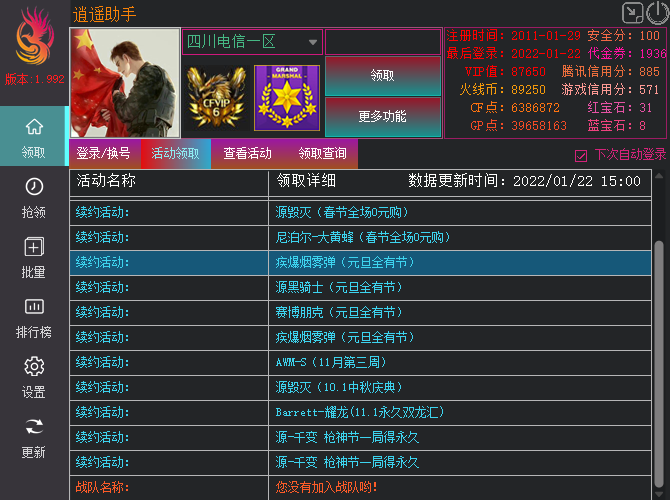 逍遥助手
版本:1.992
四川电信一区
CFVIP
6
GRAND
MARSHAL
领取
更多功能
注册时间: 2011-01-29 安全分: 100
最后登录: 2022-01-22 代金券: 1936
VIP值: 87650 腾讯信用分: 885
火线币: 89250 游戏信用分: 571
CF点: 6386872 红宝石: 31
GP点: 39658163 蓝宝石: 8
领取
抢领
批量
排行榜
设置
更新
登录/换号 活动领取 查看活动 领取查询
下次自动登录
活动名称 领取详细 数据更新时间: 2022/01/22 15:00
续约活动: 源毁灭（春节全场0元购）
续约活动: 尼泊尔-大黄蜂（春节全场0元购）
续约活动: 疾爆烟雾弹（元旦全有节）
续约活动: 源黑骑士（元旦全有节）
续约活动: 赛博朋克（元旦全有节）
续约活动: 疾爆烟雾弹（元旦全有节）
续约活动: AWM-S（11月第三周）
续约活动: 源毁灭（10.1中秋庆典）
续约活动: Barrett-耀龙(11.1永久双龙汇)
续约活动: 源-千变 枪神节一局得永久
续约活动: 源-千变 枪神节一局得永久
战队名称: 您没有加入战队哟!